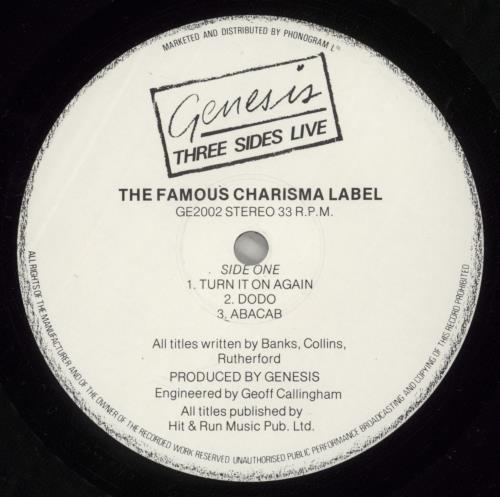 MARKETED AND DISTRIBUTED BY PHONOGRAM L
Genesis
THREE SIDES LIVE
THE FAMOUS CHARISMA LABEL
GE2002 STEREO 33 R.P.M.
SIDE ONE
1. TURN IT ON AGAIN
2. DODO
3. ABACAB
All titles written by Banks, Collins,
Rutherford
PRODUCED BY GENESIS
Engineered by Geoff Callingham
All titles published by
Hit & Run Music Pub. Ltd.
ALL RIGHTS OF THE MANUFACTURER AND OF THE OWNER OF THE RECORDED WORK RESERVED UNAUTHORISED PUBLIC PERFORMANCE BROADCASTING AND COPYING OF THIS RECORD PROHIBITED